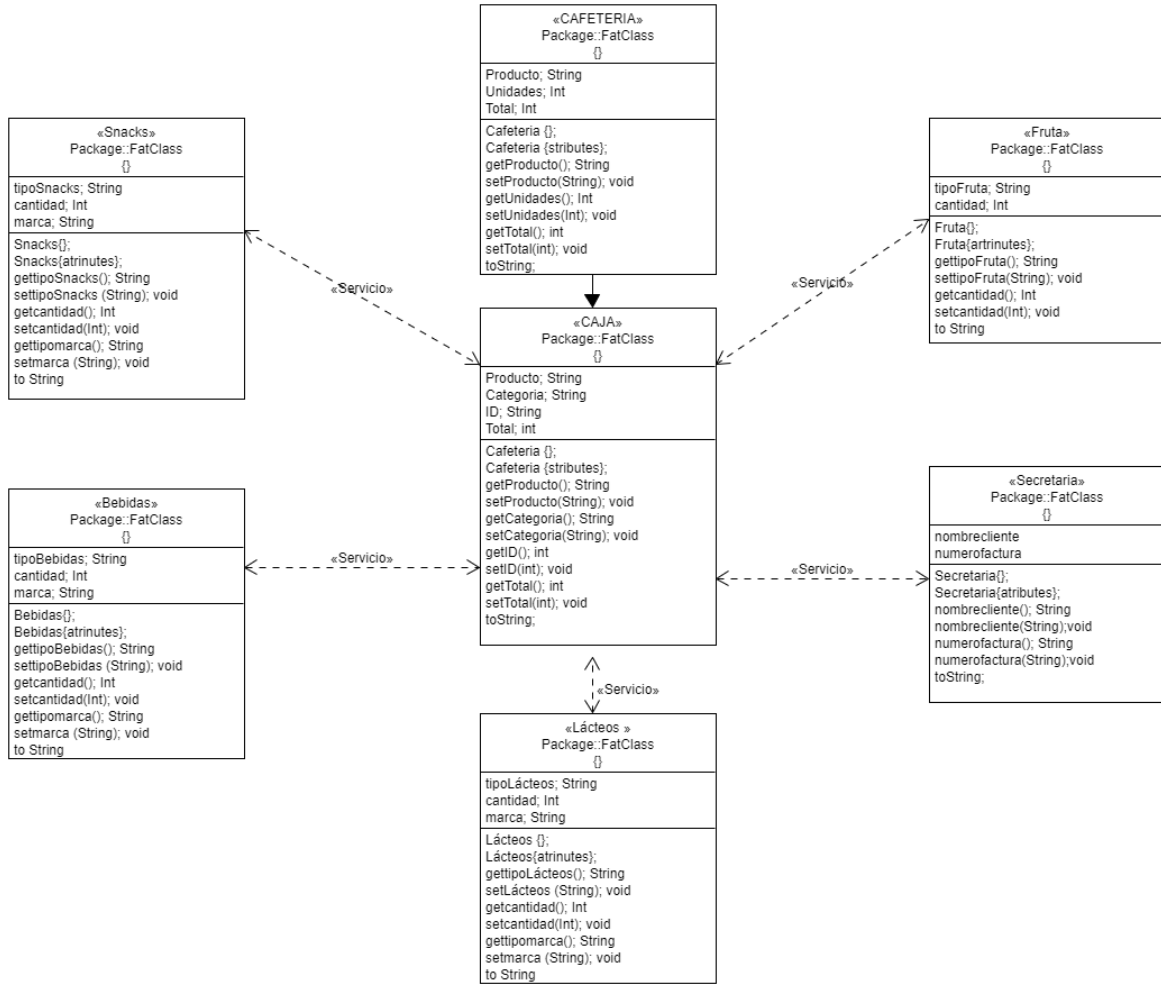 «CAFETERIA»
Package::FatClass
{}
Producto; String
Unidades; Int
Total; Int
Cafeteria {};
Cafeteria {stributes};
getProducto(); String
setProducto(String); void
getUnidades(); Int
setUnidades(Int); void
getTotal(); int
setTotal(int); void
toString;
«Snacks»
Package::FatClass
{}
tipoSnacks; String
cantidad; Int
marca; String
Snacks{};
Snacks{atrinutes};
gettipoSnacks(); String
settipoSnacks (String); void
getcantidad(); Int
setcantidad(Int); void
gettipomarca(); String
setmarca (String); void
to String
«Servicio»
«Fruta»
Package::FatClass
{}
tipoFruta; String
cantidad; Int
Fruta{};
Fruta{artrinutes};
gettipoFruta(); String
settipoFruta(String); void
getcantidad(); Int
setcantidad(Int); void
to String
«Servicio»
«CAJA»
Package::FatClass
{}
Producto; String
Categoria; String
ID; String
Total; int
Cafeteria {};
Cafeteria {stributes};
getProducto(); String
setProducto(String); void
getCategoria(); String
setCategoria(String); void
getID(); int
setID(int); void
getTotal(); int
setTotal(int); void
toString;
«Bebidas»
Package::FatClass
{}
tipoBebidas; String
cantidad; Int
marca; String
Bebidas{};
Bebidas{atrinutes};
gettipoBebidas(); String
settipoBebidas (String); void
getcantidad(); Int
setcantidad(Int); void
gettipomarca(); String
setmarca (String); void
to String
«Servicio»
«Servicio»
«Secretaria»
Package::FatClass
{}
nombrecliente
numerofactura
Secretaria{};
Secretaria{atributes};
nombrecliente(); String
nombrecliente(String);void
numerofactura(); String
numerofactura(String);void
toString;
«Servicio»
«Lácteos »
Package::FatClass
{}
tipoLácteos; String
cantidad; Int
marca; String
Lácteos {};
Lácteos{atrinutes};
gettipoLácteos(); String
setLácteos (String); void
getcantidad(); Int
setcantidad(Int); void
gettipomarca(); String
setmarca (String); void
to String